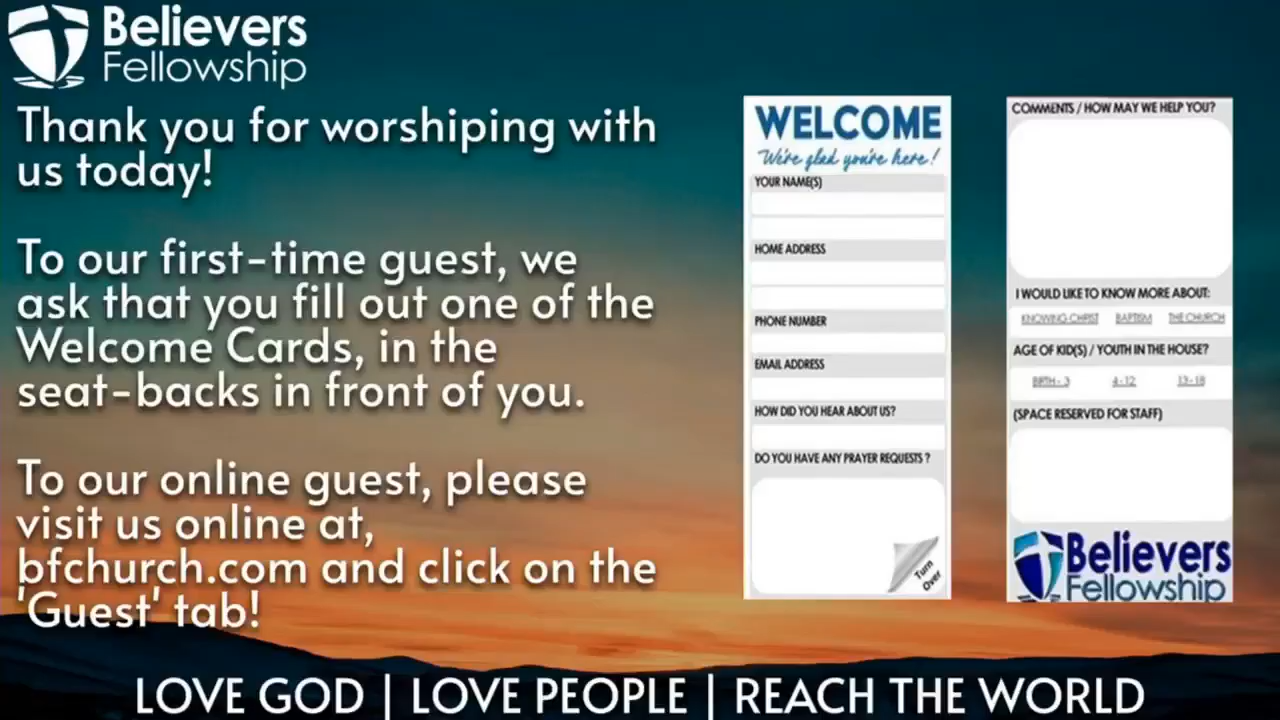 Believers
Fellowship
Thank you for worshiping with
us today!
To our first-time guest, we
ask that you fill out one of the
Welcome Cards, in the
seat-backs in front of you.
To our online guest, please
visit us online at,
bfchurch.com and click on the
'Guest' tab!
WELCOME
We're glad you're here!
YOUR NAME(S)
HOME ADDRESS
PHONE NUMBER
EMAIL ADDRESS
HOW DID YOU HEAR ABOUT US?
DO YOU HAVE ANY PRAYER REQUESTS ?
Turn
Over
COMMENTS / HOW MAY WE HELP YOU?
I WOULD LIKE TO KNOW MORE ABOUT:
KNOWING CHRIST BAPTISM THE CHURCH
AGE OF KID(S) / YOUTH IN THE HOUSE?
BIRTH - 3 4 - 12 13 - 18
(SPACE RESERVED FOR STAFF)
Believers
Fellowship
LOVE GOD | LOVE PEOPLE | REACH THE WORLD